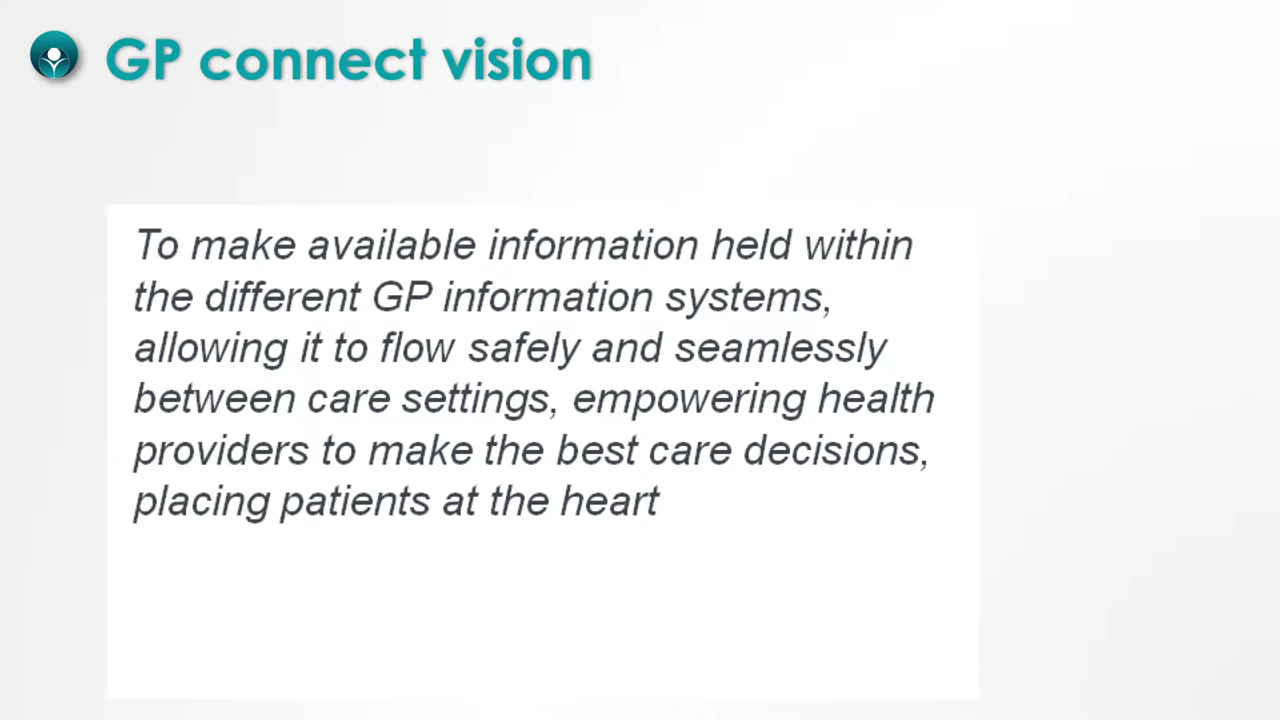 GP connect vision
To make available information held within
the different GP information systems,
allowing it to flow safely and seamlessly
between care settings, empowering health
providers to make the best care decisions,
placing patients at the heart